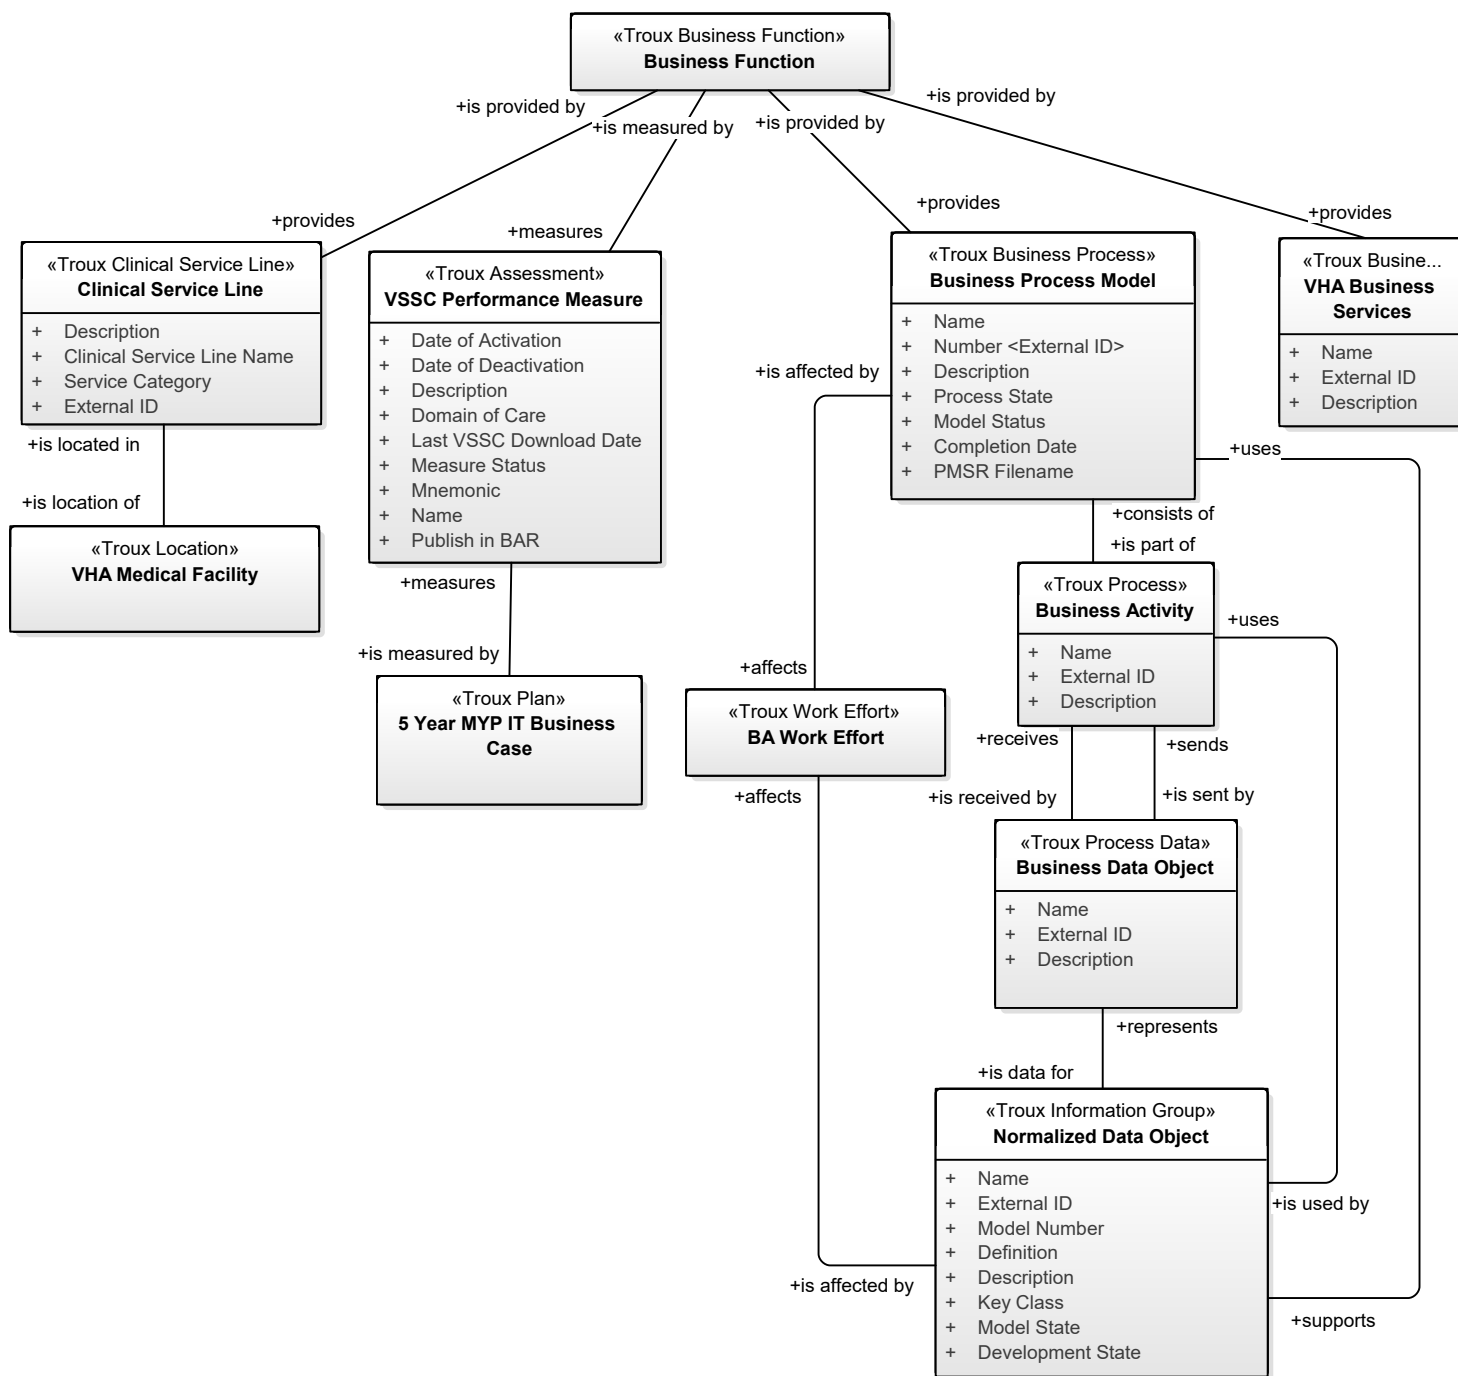 «Troux Business Function»
Business Function
+is provided by
+is measured by
+is provided by
+is provided by
+provides
+measures
+provides
+provides
«Troux Clinical Service Line»
Clinical Service Line
+ Description
+ Clinical Service Line Name
+ Service Category
+ External ID
+is located in
+is location of
«Troux Location»
VHA Medical Facility
«Troux Assessment»
VSSC Performance Measure
+ Date of Activation
+ Date of Deactivation
+ Description
+ Domain of Care
+ Last VSSC Download Date
+ Measure Status
+ Mnemonic
+ Name
+ Publish in BAR
+measures
+is measured by
«Troux Plan»
5 Year MYP IT Business
Case
«Troux Business Process»
Business Process Model
+ Name
+ Number <External ID>
+ Description
+ Process State
+ Model Status
+ Completion Date
+ PMSR Filename
+is affected by
+uses
+consists of
+is part of
«Troux Busine...
VHA Business
Services
+ Name
+ External ID
+ Description
«Troux Process»
Business Activity
+ Name
+ External ID
+ Description
+uses
+affects
«Troux Work Effort»
BA Work Effort
+affects
+receives
+sends
+is received by
+is sent by
«Troux Process Data»
Business Data Object
+ Name
+ External ID
+ Description
+represents
+is data for
«Troux Information Group»
Normalized Data Object
+ Name
+ External ID
+ Model Number
+ Definition
+ Description
+ Key Class
+ Model State
+ Development State
+is used by
+is affected by
+supports